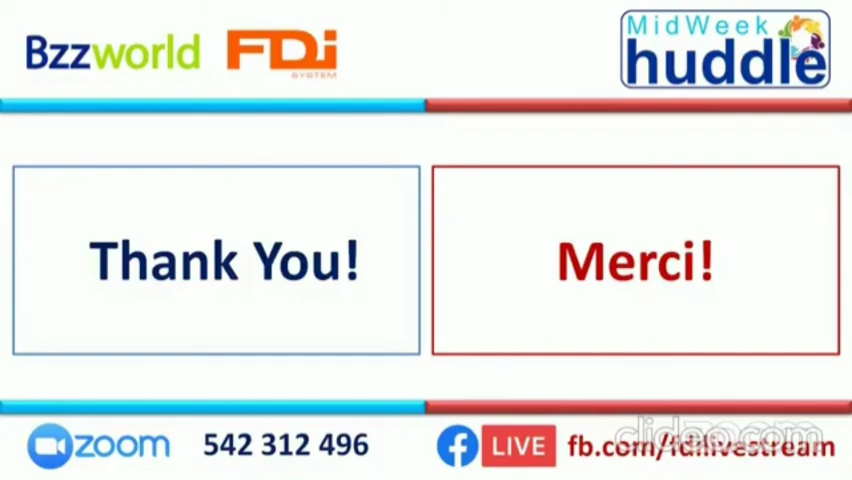 Bzzworld
FDi
SYSTEM
MidWeek
huddle
Thank You!
Merci!
zoom
542 312 496
LIVE
fb.com/fdilivestream
clideo.com